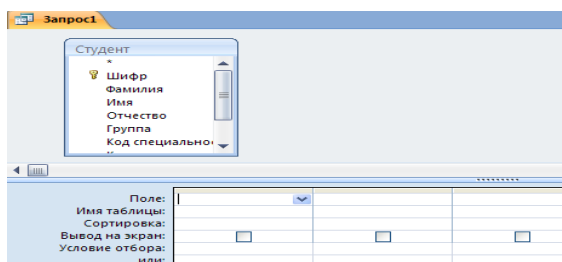 Запрос1
Студент
*
Шифр
Фамилия
Имя
Отчество
Группа
Код специально
Поле:
Имя таблицы:
Сортировка:
Вывод на экран:
Условие отбора:
или: